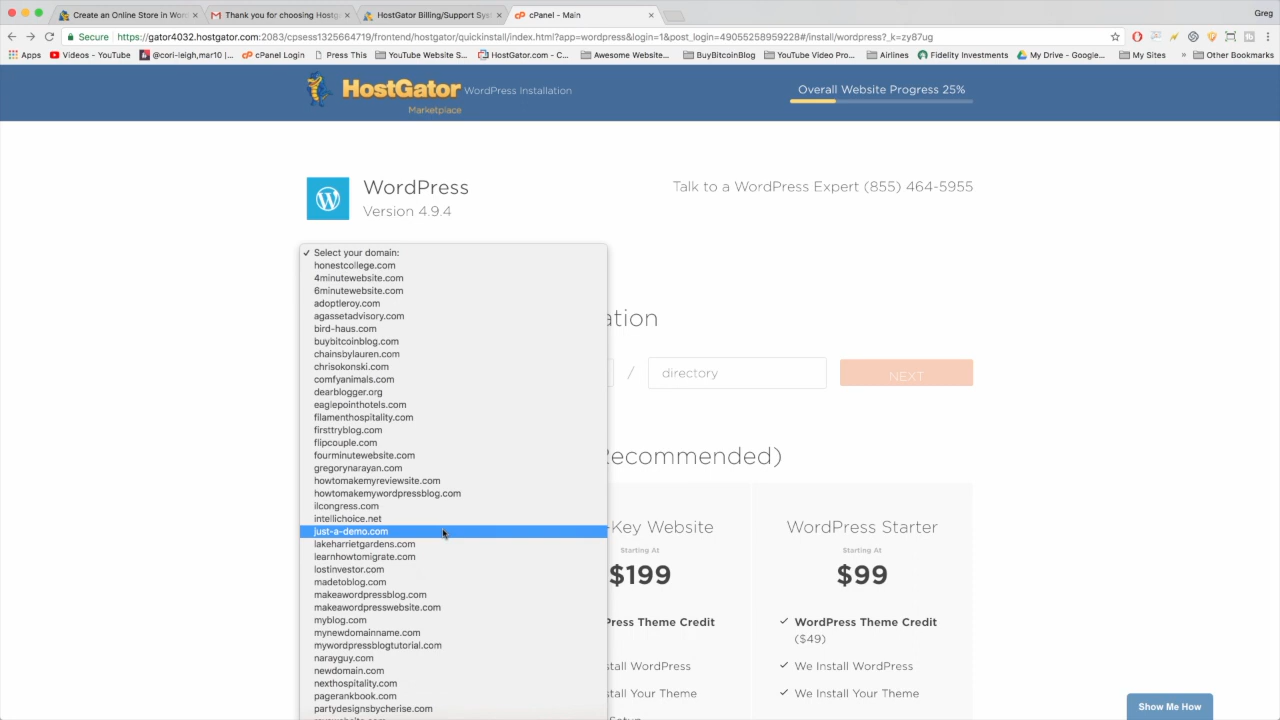 Create an Online Store in Wor
Thank you for choosing Hostg
HostGator Billing/Support Sys
cPanel - Main
Greg
Secure
https://gator4032.hostgator.com:2083/cpsess1325664719/frontend/hostgator/quickinstall/index.html?app=wordpress&login=1&post_login=49055258959228#/install/wordpress?_k=zy87ug
Apps
Videos - YouTube
@cori-leigh,mar10 |
cPanel Login
Press This
YouTube Website S...
HostGator.com - C...
Awesome Website...
BuyBitcoinBlog
YouTube Video Pro...
Airlines
Fidelity Investments
My Drive - Google...
My Sites
»
Other Bookmarks
HostGator
WordPress Installation
Marketplace
Overall Website Progress 25%
WordPress
Version 4.9.4
Talk to a WordPress Expert (855) 464-5955
✓ Select your domain:
honestcollege.com
4minutewebsite.com
6minutewebsite.com
adoptleroy.com
agassetadvisory.com
bird-haus.com
buybitcoinblog.com
chainsbylauren.com
chrisokonski.com
comfyanimals.com
dearblogger.org
eaglepointhotels.com
filamenthospitality.com
firsttryblog.com
flipcouple.com
fourminutewebsite.com
gregorynarayan.com
howtomakemyreviewsite.com
howtomakemywordpressblog.com
ilcongress.com
intellichoice.net
just-a-demo.com
lakeharrietgardens.com
learnhowtomigrate.com
lostinvestor.com
madetoblog.com
makeawordpressblog.com
makeawordpresswebsite.com
myblog.com
mynewdomainname.com
mywordpressblogtutorial.com
narayguy.com
newdomain.com
nexthospitality.com
pagerankbook.com
partydesignsbycherise.com
ation
/
directory
NEXT
Recommended)
-Key Website
Starting At
$199
Press Theme Credit
stall WordPress
stall Your Theme
WordPress Starter
Starting At
$99
✓ WordPress Theme Credit
($49)
✓ We Install WordPress
✓ We Install Your Theme
Show Me How